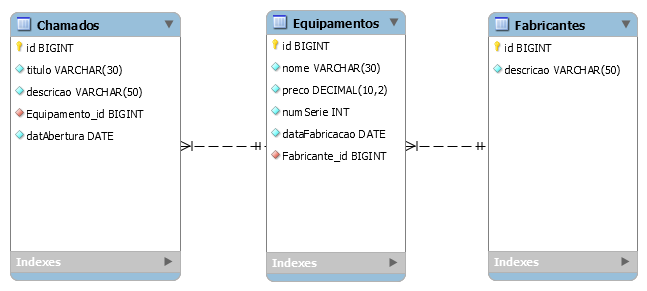 Chamados
id BIGINT
titulo VARCHAR(30)
descricao VARCHAR(50)
Equipamento_id BIGINT
datAbertura DATE
Indexes
Equipamentos
id BIGINT
nome VARCHAR(30)
preco DECIMAL(10,2)
numSerie INT
dataFabricacao DATE
Fabricante_id BIGINT
Indexes
Fabricantes
id BIGINT
descricao VARCHAR(50)
Indexes